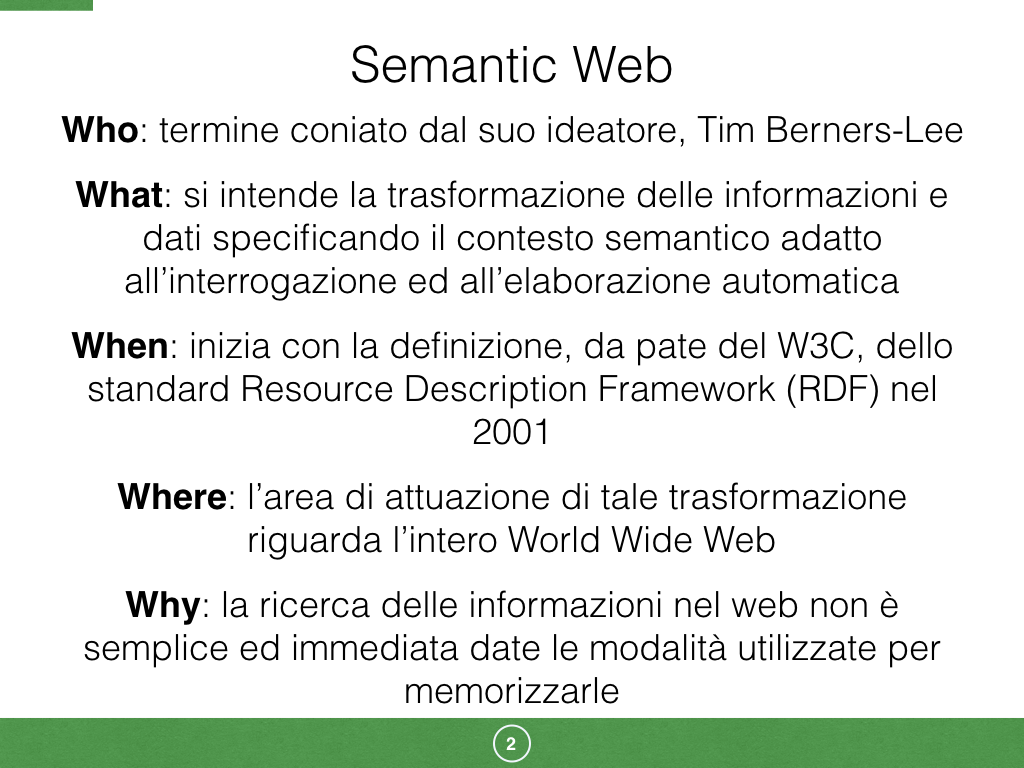 Semantic Web
Who: termine coniato dal suo ideatore, Tim Berners-Lee
What: si intende la trasformazione delle informazioni e
dati specificando il contesto semantico adatto
all’interrogazione ed all’elaborazione automatica
When: inizia con la definizione, da pate del W3C, dello
standard Resource Description Framework (RDF) nel
2001
Where: l’area di attuazione di tale trasformazione
riguarda l’intero World Wide Web
Why: la ricerca delle informazioni nel web non è
semplice ed immediata date le modalità utilizzate per
memorizzarle
2